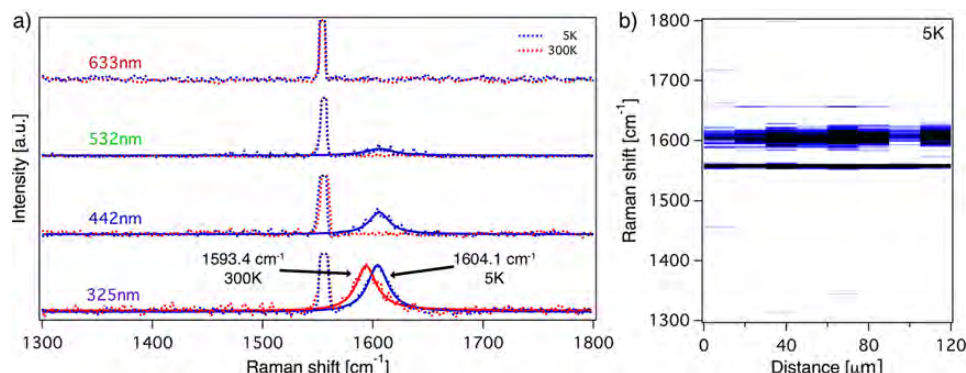 a)
5K
300K
633nm
532nm
442nm
325nm
1593.4 cm⁻¹
300K
1604.1 cm⁻¹
5K
Intensity [a.u.]
1300 1400 1500 1600 1700 1800
Raman shift [cm⁻¹]
b)
5K
1800
1700
1600
1500
1400
1300
Raman shift [cm⁻¹]
0 40 80 120
Distance [µm]